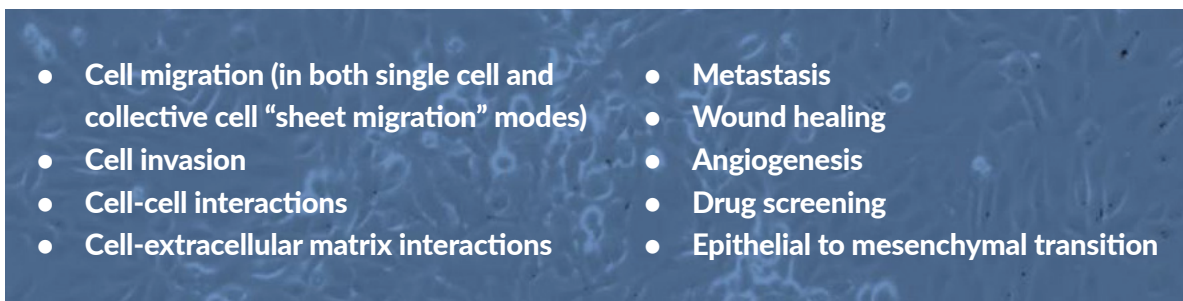 ● Cell migration (in both single cell and
collective cell “sheet migration” modes)
● Cell invasion
● Cell-cell interactions
● Cell-extracellular matrix interactions
● Metastasis
● Wound healing
● Angiogenesis
● Drug screening
● Epithelial to mesenchymal transition